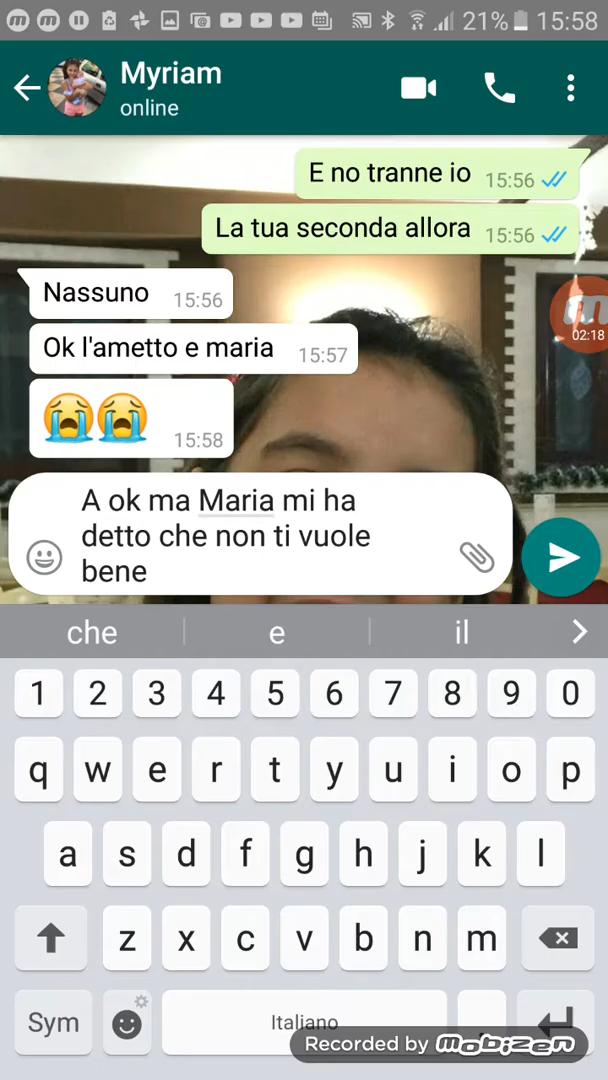 21% 15:58
Myriam
online
E no tranne io 15:56
La tua seconda allora 15:56
Nassuno 15:56
02:18
Ok l'ametto e maria 15:57
15:58
A ok ma Maria mi ha
detto che non ti vuole
bene
che e il
1 2 3 4 5 6 7 8 9 0
q w e r t y u i o p
a s d f g h j k l
z x c v b n m
Sym Italiano
Recorded by mobizen